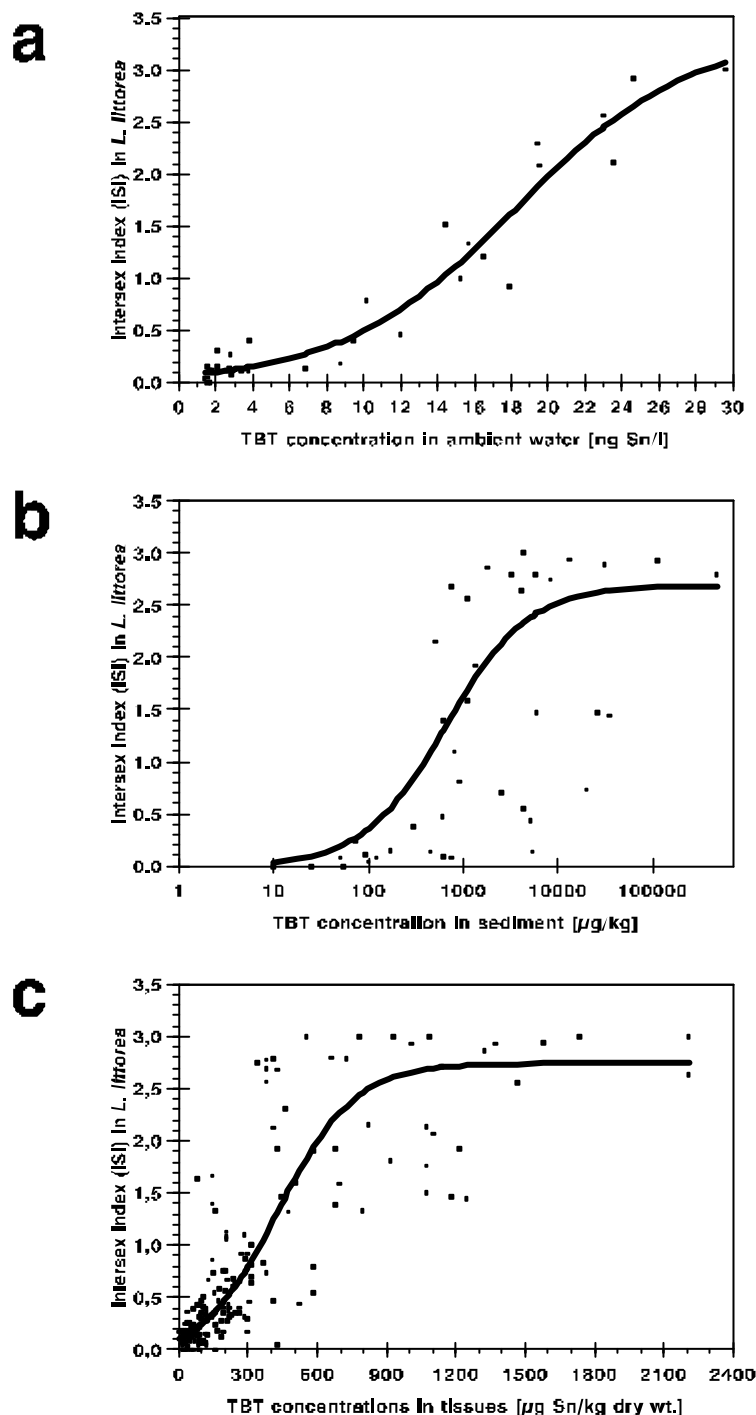 a
3.5
3.0
2.5
2.0
1.5
1.0
0.5
0.0
Intersex Index (ISI) in L. littorea
0 2 4 6 8 10 12 14 16 18 20 22 24 26 28 30
TBT concentration in ambient water [ng Sn/l]
b
3.5
3.0
2.5
2.0
1.5
1.0
0.5
0.0
Intersex Index (ISI) in L. littorea
1 10 100 1000 10000 100000
TBT concentration in sediment [µg/kg]
c
3,5
3,0
2,5
2,0
1,5
1,0
0,5
0,0
Intersex Index (ISI) in L. littorea
0 300 600 900 1200 1500 1800 2100 2400
TBT concentrations in tissues [µg Sn/kg dry wt.]